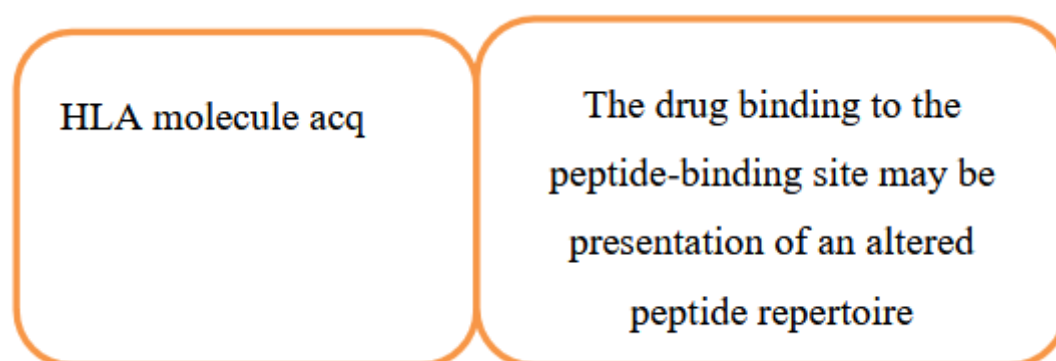 HLA molecule acq
The drug binding to the
peptide-binding site may be
presentation of an altered
peptide repertoire